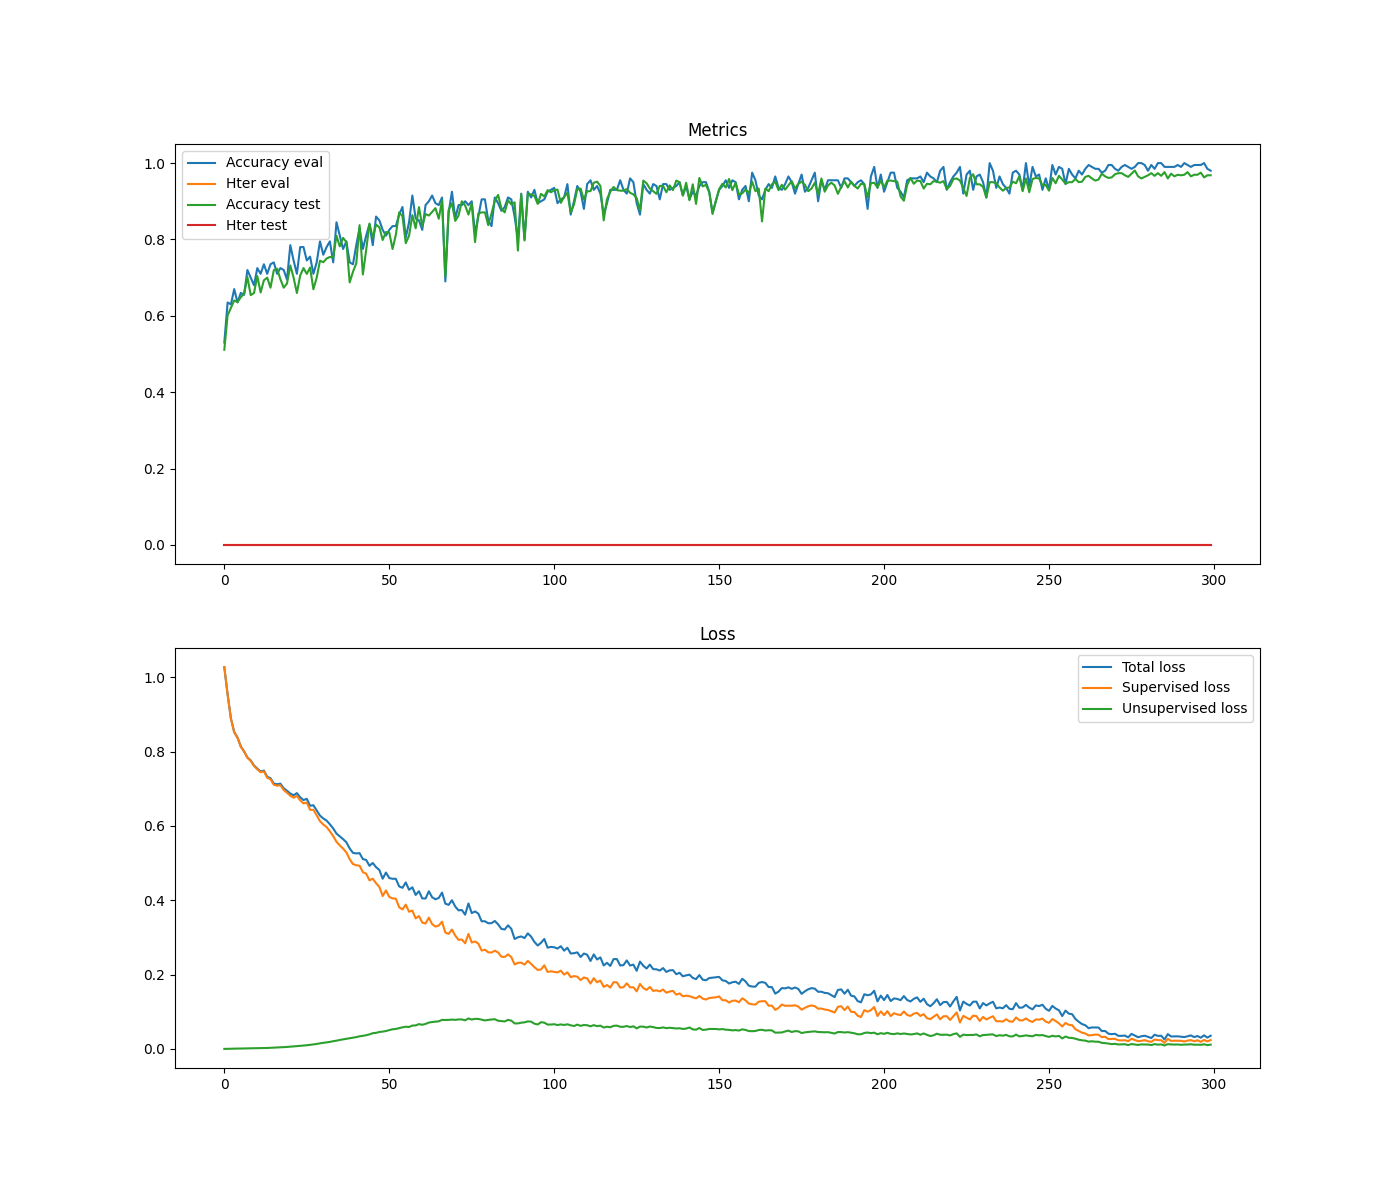 Metrics
1.0
0.8
0.6
0.4
0.2
0.0
Accuracy eval
Hter eval
Accuracy test
Hter test
0 50 100 150 200 250 300
Loss
1.0
0.8
0.6
0.4
0.2
0.0
Total loss
Supervised loss
Unsupervised loss
0 50 100 150 200 250 300